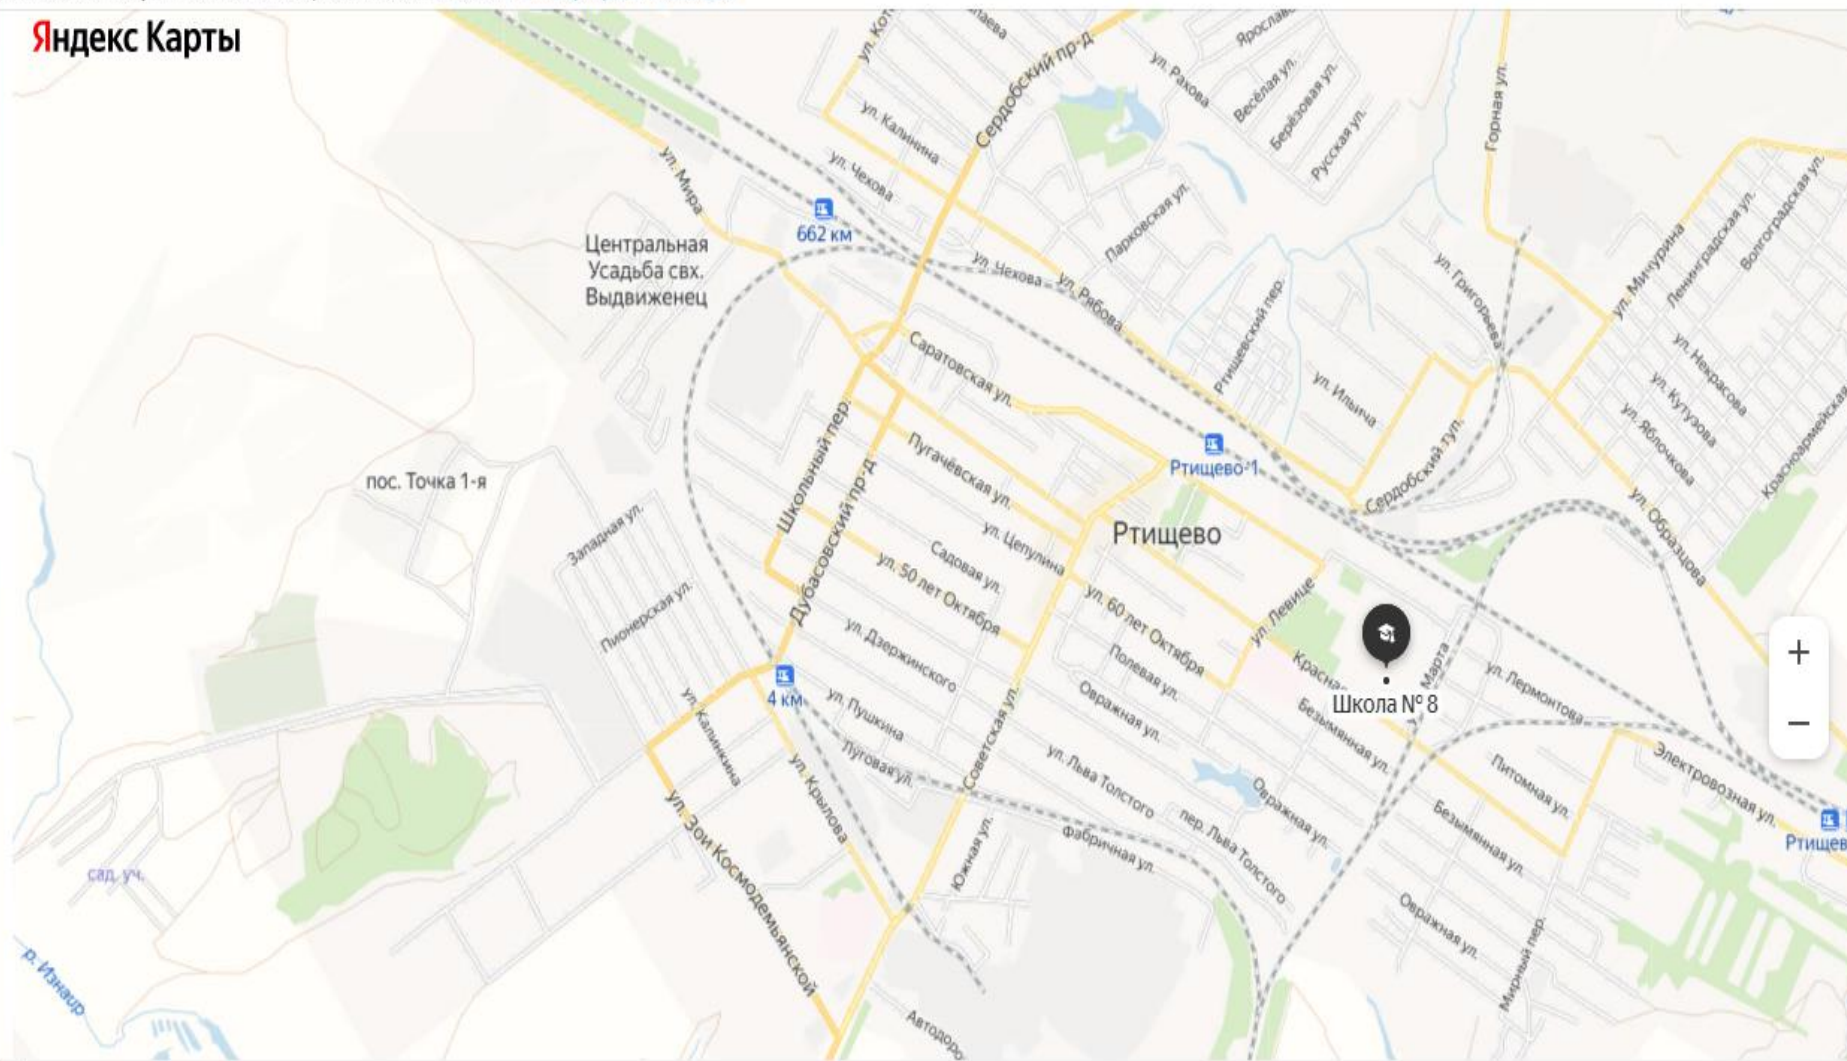 Яндекс Карты
ул. Рахова
Весёлая ул.
Берёзовая ул.
Русская ул.
Сердобский пр-д
ул. Калинина
ул. Чехова
Горная ул.
ул. Мира
662 км
Центральная
Усадьба свх.
Выдвиженец
Парковская ул.
ул. Чехова
ул. Рябова
ул. Григорьева
ул. Мичурина
Ленинградская ул.
Волгоградская ул.
Ртищевский пер.
Саратовская ул.
ул. Ильича
ул. Некрасова
ул. Кутузова
ул. Яблочкова
Красноармейская
Школьный пер.
Дубасовский пр-д
Пугачёвская ул.
Ртищево-1
Сердобский туп.
пос. Точка 1-я
Западная ул.
Пионерская ул.
ул. Цепулина
Садовая ул.
ул. 50 лет Октября
Ртищево
ул. Образцова
ул. 60 лет Октября
ул. Левице
ул. Дзержинского
Полевая ул.
Овражная ул.
Красная
Школа № 8
Марта
ул. Лермонтова
4 км
ул. Пушкина
Луговая ул.
ул. Калинкина
ул. Крылова
Советская ул.
ул. Льва Толстого
пер. Льва Толстого
Безымянная ул.
Овражная ул.
Питомная ул.
Электровозная ул.
Безымянная ул.
Ртищев
ул. Зои Космодемьянской
Южная ул.
Фабричная ул.
Овражная ул.
Мирный пер.
сад. уч.
р. Изнаир
Автодоро
+
−